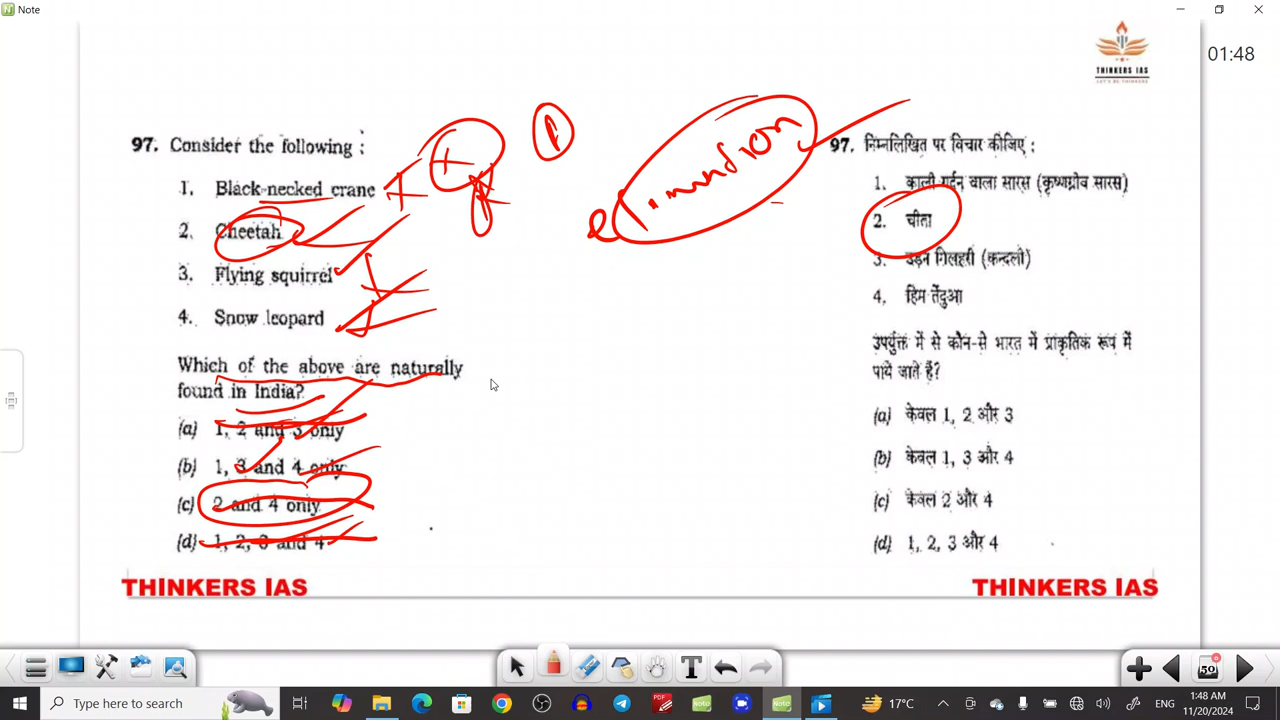 Note
THINKERS IAS
LET'S BE THINKERS
01:48
97. Consider the following :
1. Black-necked crane
2. Cheetah
3. Flying squirrel
4. Snow leopard
Which of the above are naturally
found in India?
(a) 1, 2 and 3 only
(b) 1, 3 and 4 only
(c) 2 and 4 only
(d) 1, 2, 3 and 4
97. निम्नलिखित पर विचार कीजिए :
1. काली गर्दन वाला सारस (कृष्णग्रीव सारस)
2. चीता
3. उड़न गिलहरी (कन्दली)
4. हिम तेंदुआ
उपर्युक्त में से कौन-से भारत में प्राकृतिक रूप में
पाये जाते हैं?
(a) केवल 1, 2 और 3
(b) केवल 1, 3 और 4
(c) केवल 2 और 4
(d) 1, 2, 3 और 4
THINKERS IAS
THINKERS IAS
59
Type here to search
17°C
ENG
1:48 AM
11/20/2024